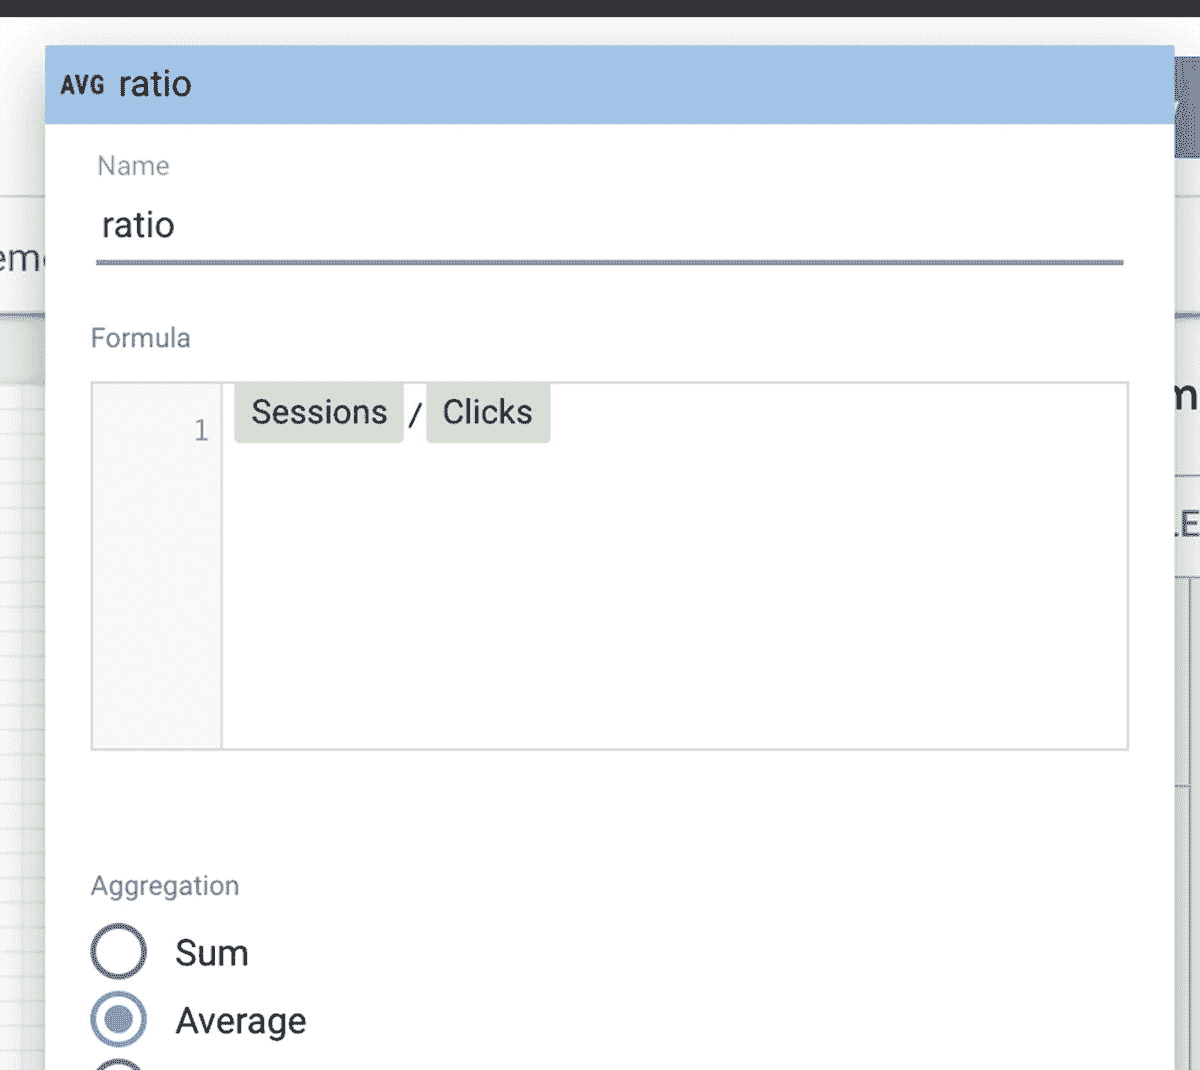 AVG ratio
Name
ratio
Formula
1 Sessions / Clicks
Aggregation
Sum
Average